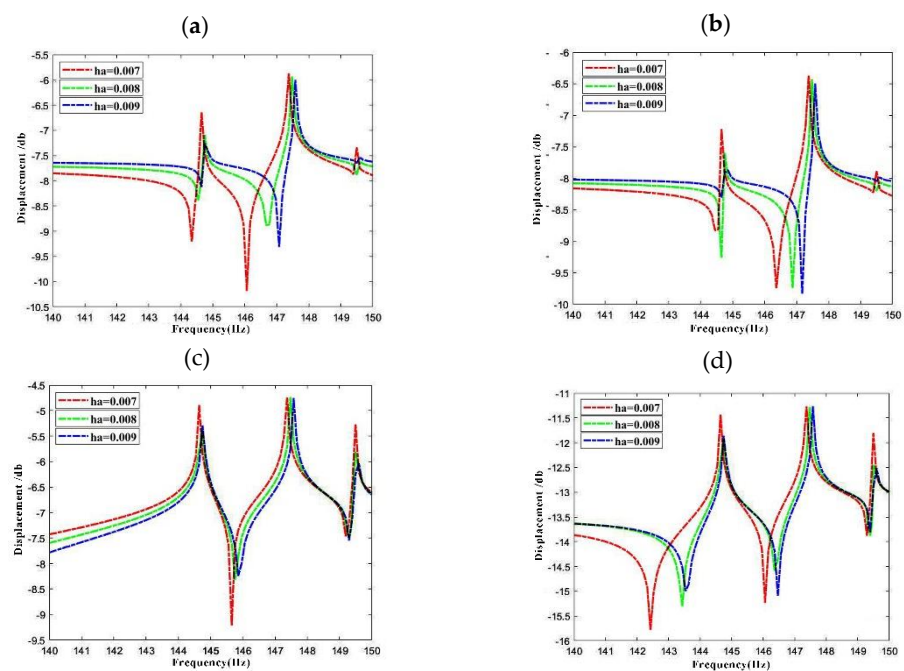 (a)
Displacement /db
-5.5
-6
-6.5
-7
-7.5
-8
-8.5
-9
-9.5
-10
-10.5
ha=0.007
ha=0.008
ha=0.009
140 141 142 143 144 145 146 147 148 149 150
Frequency(Hz)
(b)
Displacement /db
-6
-6.5
-7
-7.5
-8
-8.5
-9
-9.5
-10
ha=0.007
ha=0.008
ha=0.009
140 141 142 143 144 145 146 147 148 149 150
Frequency(Hz)
(c)
Displacement /db
-4.5
-5
-5.5
-6
-6.5
-7
-7.5
-8
-8.5
-9
-9.5
ha=0.007
ha=0.008
ha=0.009
140 141 142 143 144 145 146 147 148 149 150
Frequency(Hz)
(d)
Displacement /db
-11
-11.5
-12
-12.5
-13
-13.5
-14
-14.5
-15
-15.5
-16
ha=0.007
ha=0.008
ha=0.009
140 141 142 143 144 145 146 147 148 149 150
Frequency(Hz)